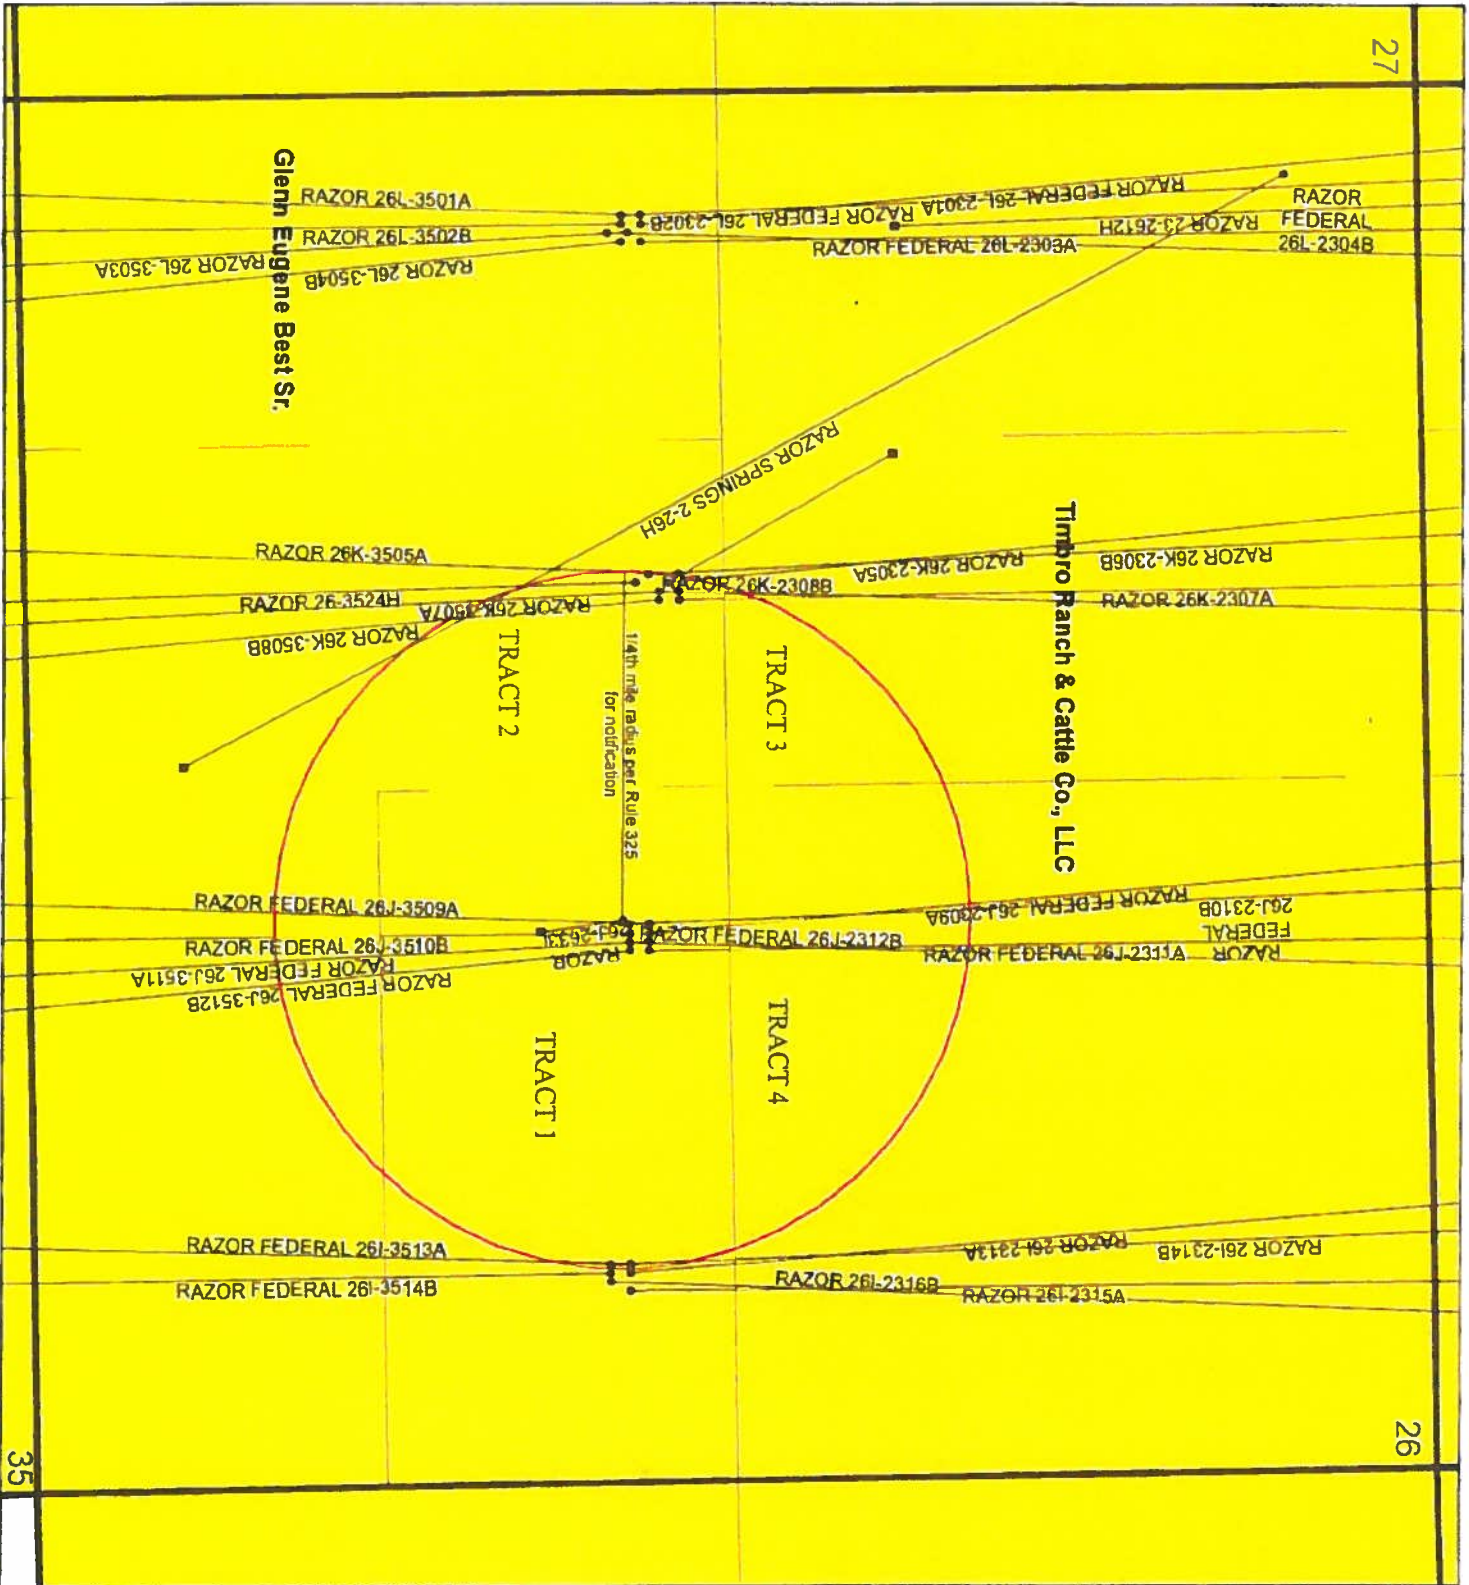 27
26
35
Glenn Eugene Best Sr.
Timbro Ranch & Cattle Co., LLC
RAZOR 26L-3501A
RAZOR 26L-3502B
RAZOR 26L-3503A
RAZOR 26L-3504B
RAZOR FEDERAL 26L-2302B
RAZOR FEDERAL 26L-2301A
RAZOR FEDERAL 26L-2303A
RAZOR 23-2612H
RAZOR
FEDERAL
26L-2304B
RAZOR SPRINGS 2-26H
RAZOR 26K-3505A
RAZOR 26-3524H
RAZOR 26K-3507A
RAZOR 26K-3508B
RAZOR 26K-2308B
RAZOR 26K-2305A
RAZOR 26K-2306B
RAZOR 26K-2307A
TRACT 2
TRACT 3
1/4th mile radius per Rule 325
for notification
RAZOR FEDERAL 26J-3509A
RAZOR FEDERAL 26J-3510B
RAZOR FEDERAL 26J-3511A
RAZOR FEDERAL 26J-3512B
RAZOR
RAZOR FEDERAL 26J-2312B
RAZOR FEDERAL 26J-2309A
RAZOR
FEDERAL
26J-2310B
RAZOR FEDERAL 26J-2311A
TRACT 1
TRACT 4
RAZOR FEDERAL 26I-3513A
RAZOR FEDERAL 26I-3514B
RAZOR 26I-2313A
RAZOR 26I-2314B
RAZOR 26I-2316B
RAZOR 26I-2315A